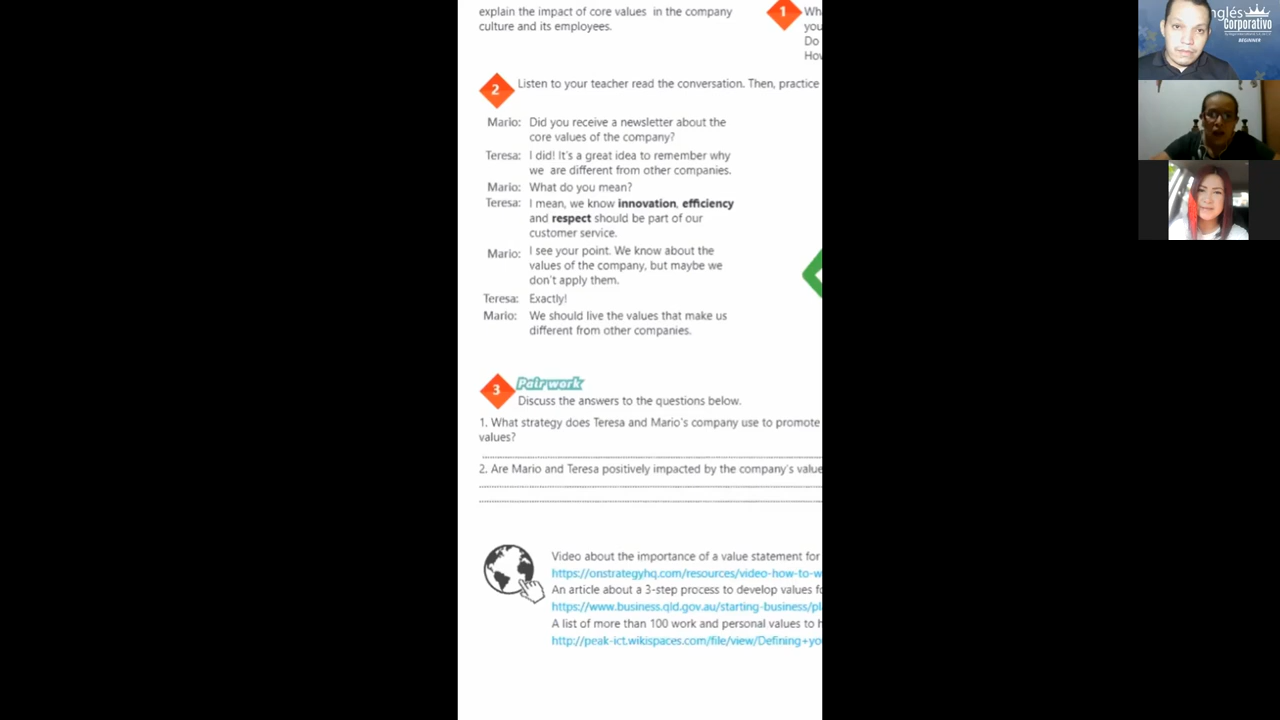 explain the impact of core values in the company
culture and its employees.
1
Wh
you
Do
How
2
Listen to your teacher read the conversation. Then, practice
Mario: Did you receive a newsletter about the
core values of the company?
Teresa: I did! It's a great idea to remember why
we are different from other companies.
Mario: What do you mean?
Teresa: I mean, we know innovation, efficiency
and respect should be part of our
customer service.
Mario: I see your point. We know about the
values of the company, but maybe we
don't apply them.
Teresa: Exactly!
Mario: We should live the values that make us
different from other companies.
3
Pair work
Discuss the answers to the questions below.
1. What strategy does Teresa and Mario's company use to promote
values?
2. Are Mario and Teresa positively impacted by the company's value
Video about the importance of a value statement for
https://onstrategyhq.com/resources/video-how-to-w
An article about a 3-step process to develop values fo
https://www.business.qld.gov.au/starting-business/pl
A list of more than 100 work and personal values to h
http://peak-ict.wikispaces.com/file/view/Defining+yo
Inglés
Corporativo
BEGINNER